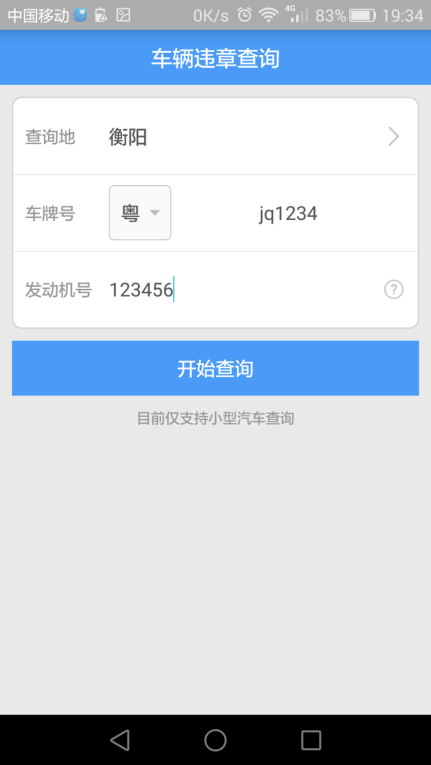 中国移动 0K/s 4G 83% 19:34
车辆违章查询
查询地 衡阳
车牌号 粤 jq1234
发动机号 123456 ?
开始查询
目前仅支持小型汽车查询